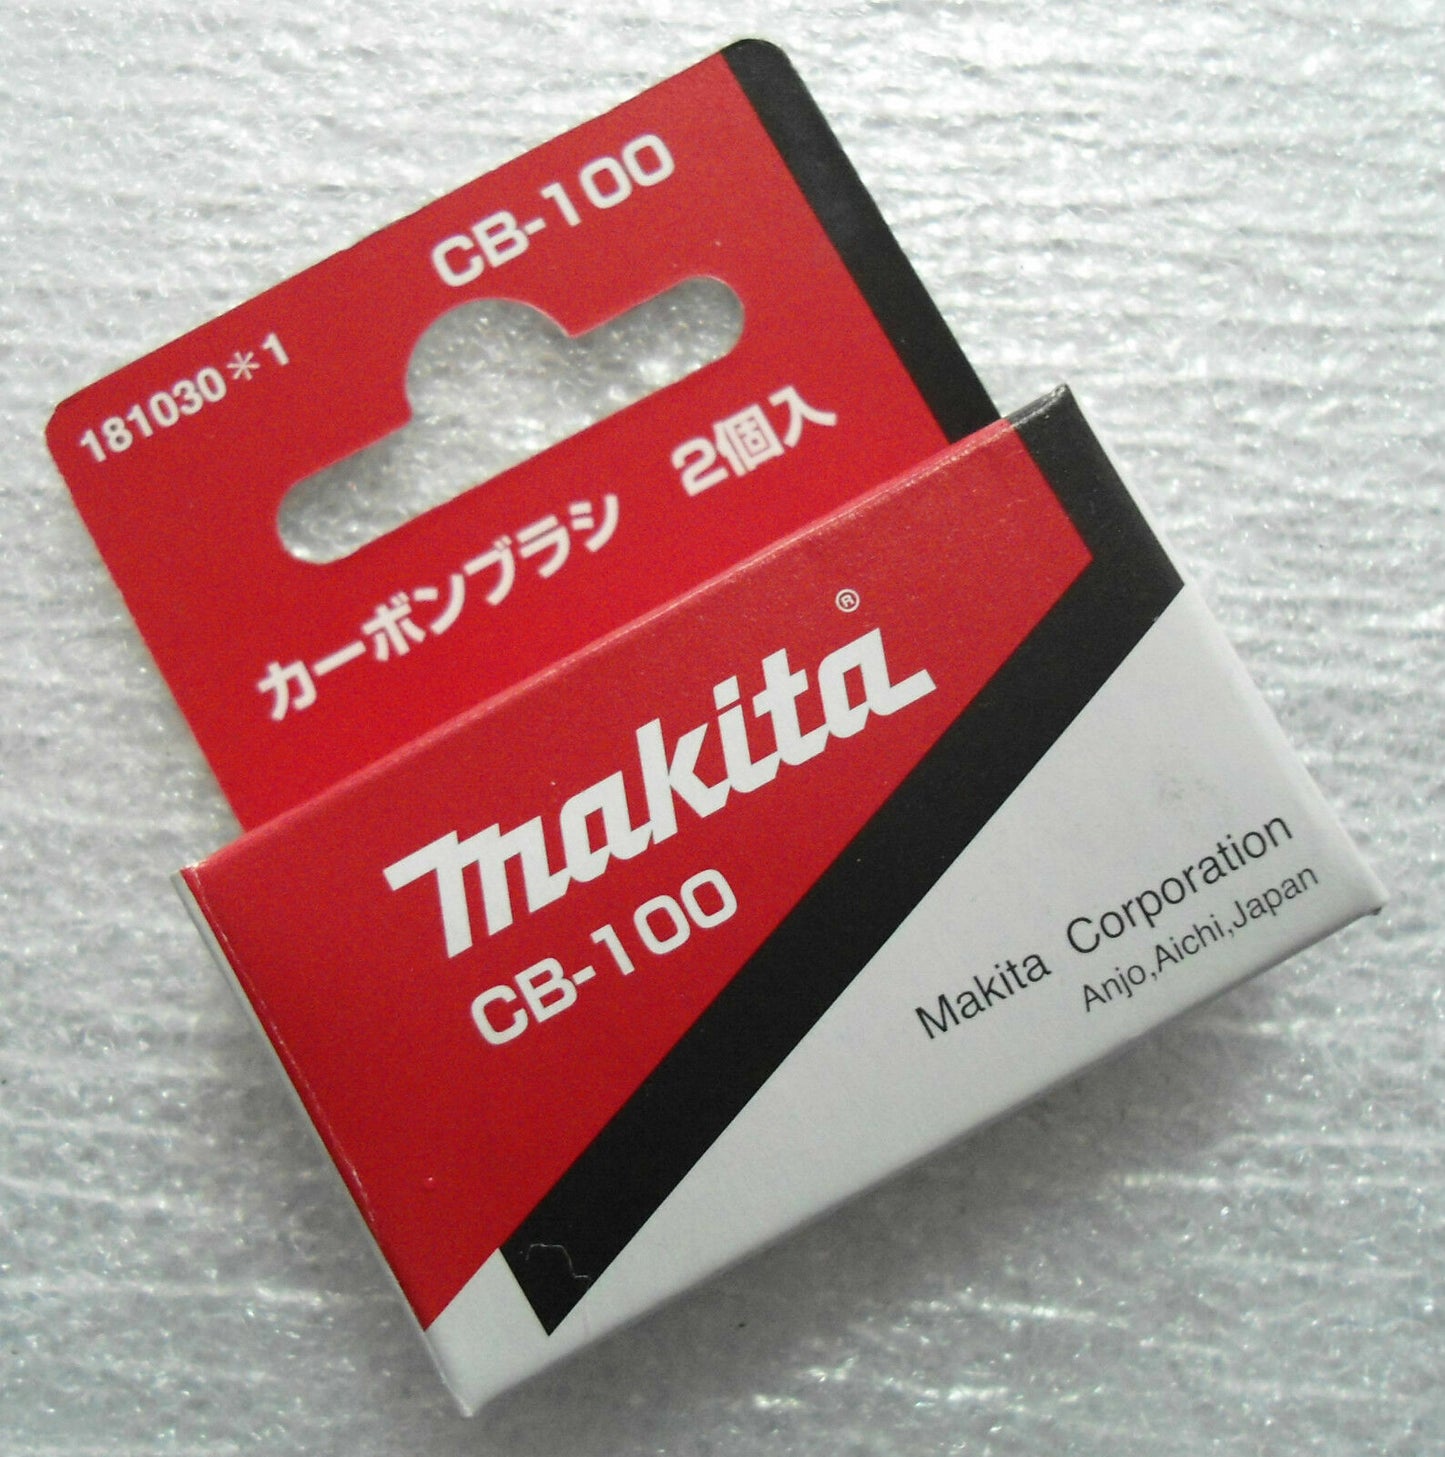 CB-100
181030＊1
カーボンブラシ 2個入
makita®
CB-100
Makita Corporation
Anjo,Aichi,Japan